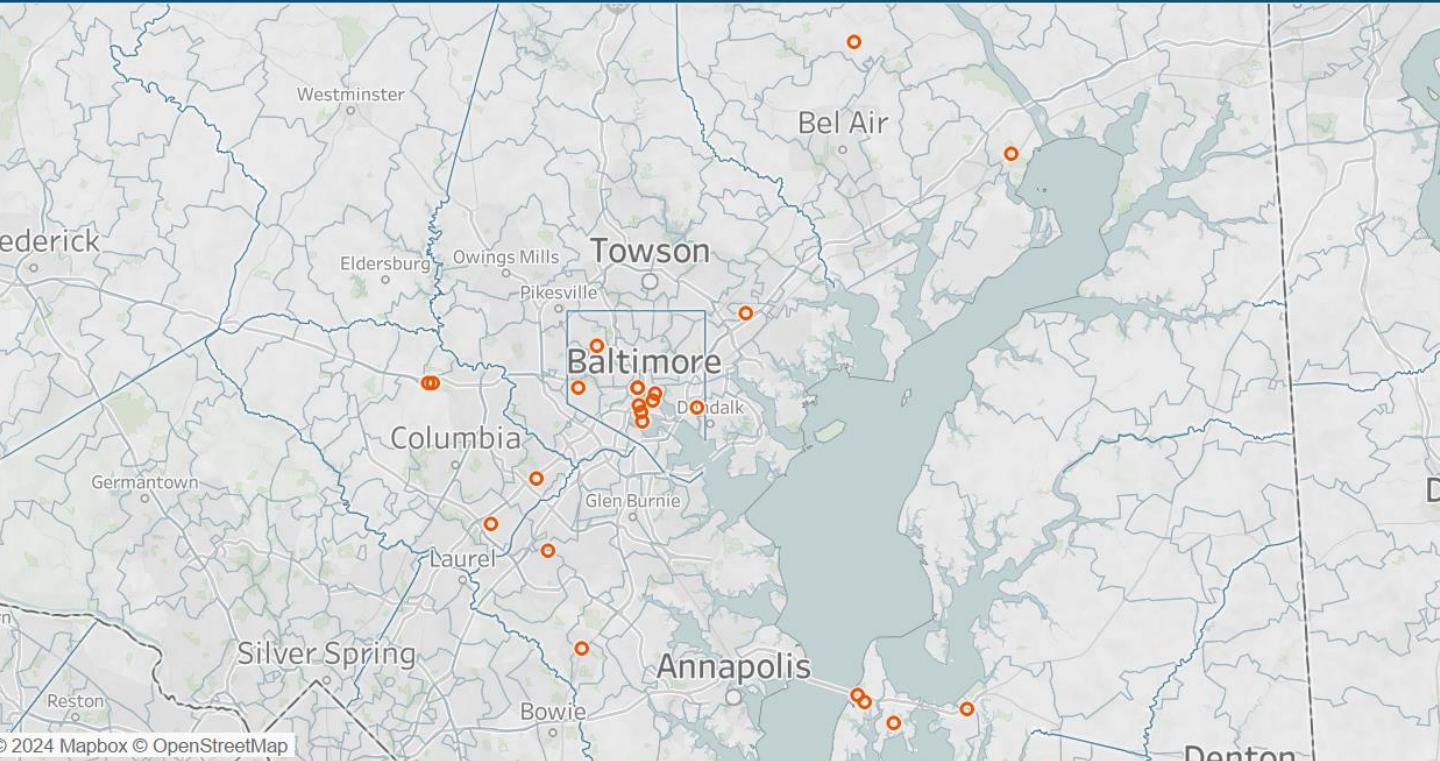 Westminster
Bel Air
ederick
Towson
Eldersburg
Owings Mills
Pikesville
Baltimore
Dundalk
Columbia
Germantown
D
Glen Burnie
Laurel
n
Silver Spring
Annapolis
Reston
Bowie
© 2024 Mapbox © OpenStreetMap
Denton